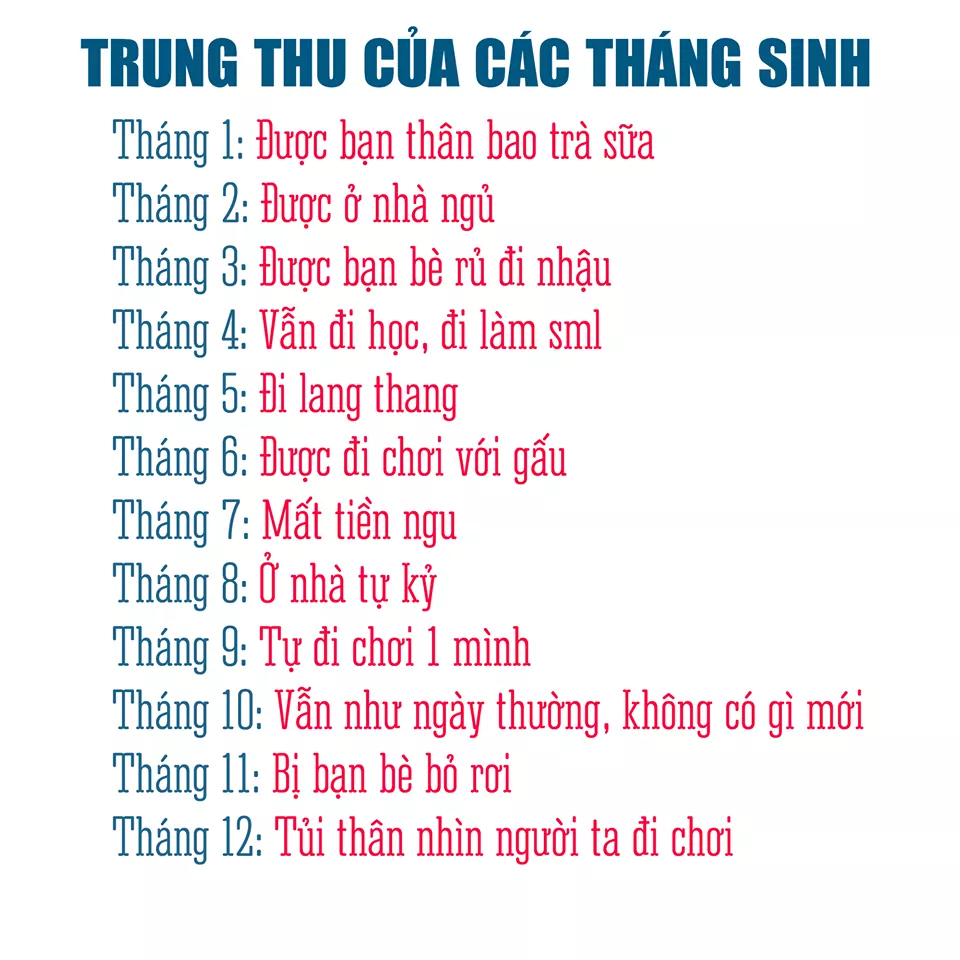 TRUNG THU CỦA CÁC THÁNG SINH
Tháng 1: Được bạn thân bao trà sữa
Tháng 2: Được ở nhà ngủ
Tháng 3: Được bạn bè rủ đi nhậu
Tháng 4: Vẫn đi học, đi làm sml
Tháng 5: Đi lang thang
Tháng 6: Được đi chơi với gấu
Tháng 7: Mất tiền ngu
Tháng 8: Ở nhà tự kỷ
Tháng 9: Tự đi chơi 1 mình
Tháng 10: Vẫn như ngày thường, không có gì mới
Tháng 11: Bị bạn bè bỏ rơi
Tháng 12: Tủi thân nhìn người ta đi chơi